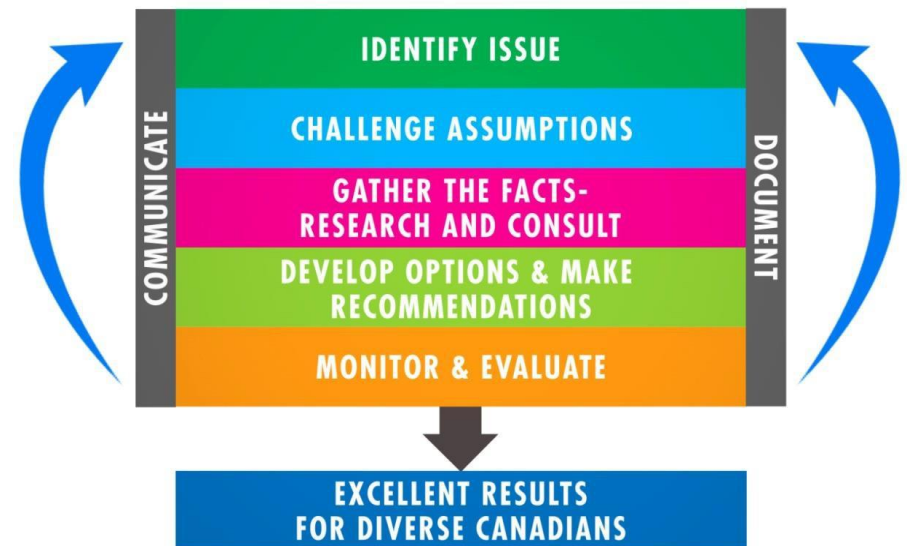 IDENTIFY ISSUE
CHALLENGE ASSUMPTIONS
GATHER THE FACTS-
RESEARCH AND CONSULT
DEVELOP OPTIONS & MAKE
RECOMMENDATIONS
MONITOR & EVALUATE
COMMUNICATE
DOCUMENT
EXCELLENT RESULTS
FOR DIVERSE CANADIANS